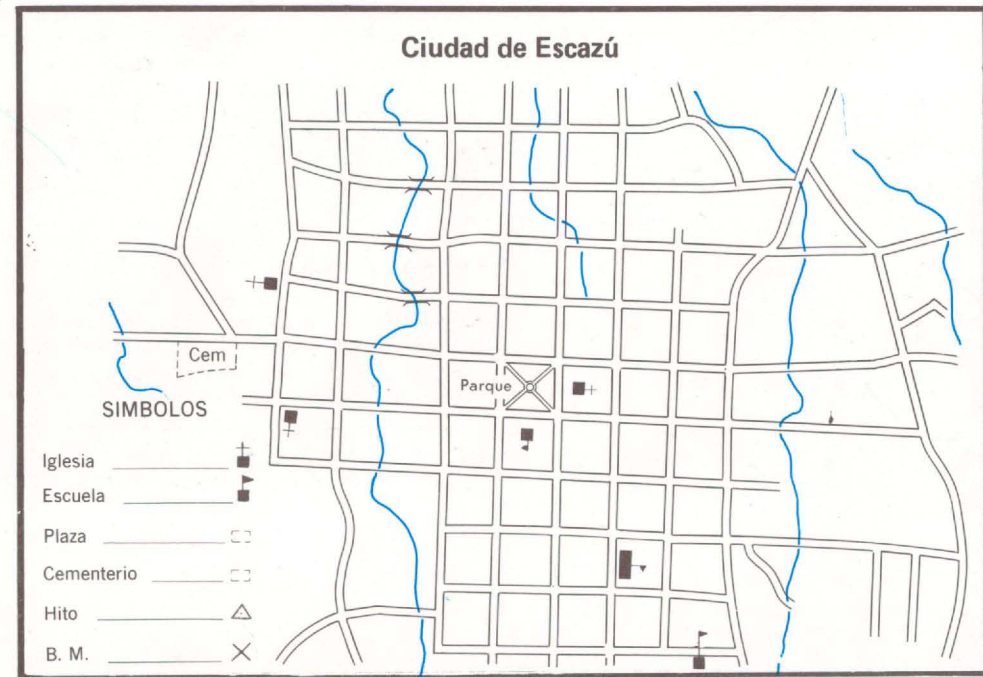 Ciudad de Escazú
Cem
Parque
SIMBOLOS
Iglesia
Escuela
Plaza
Cementerio
Hito
B. M.